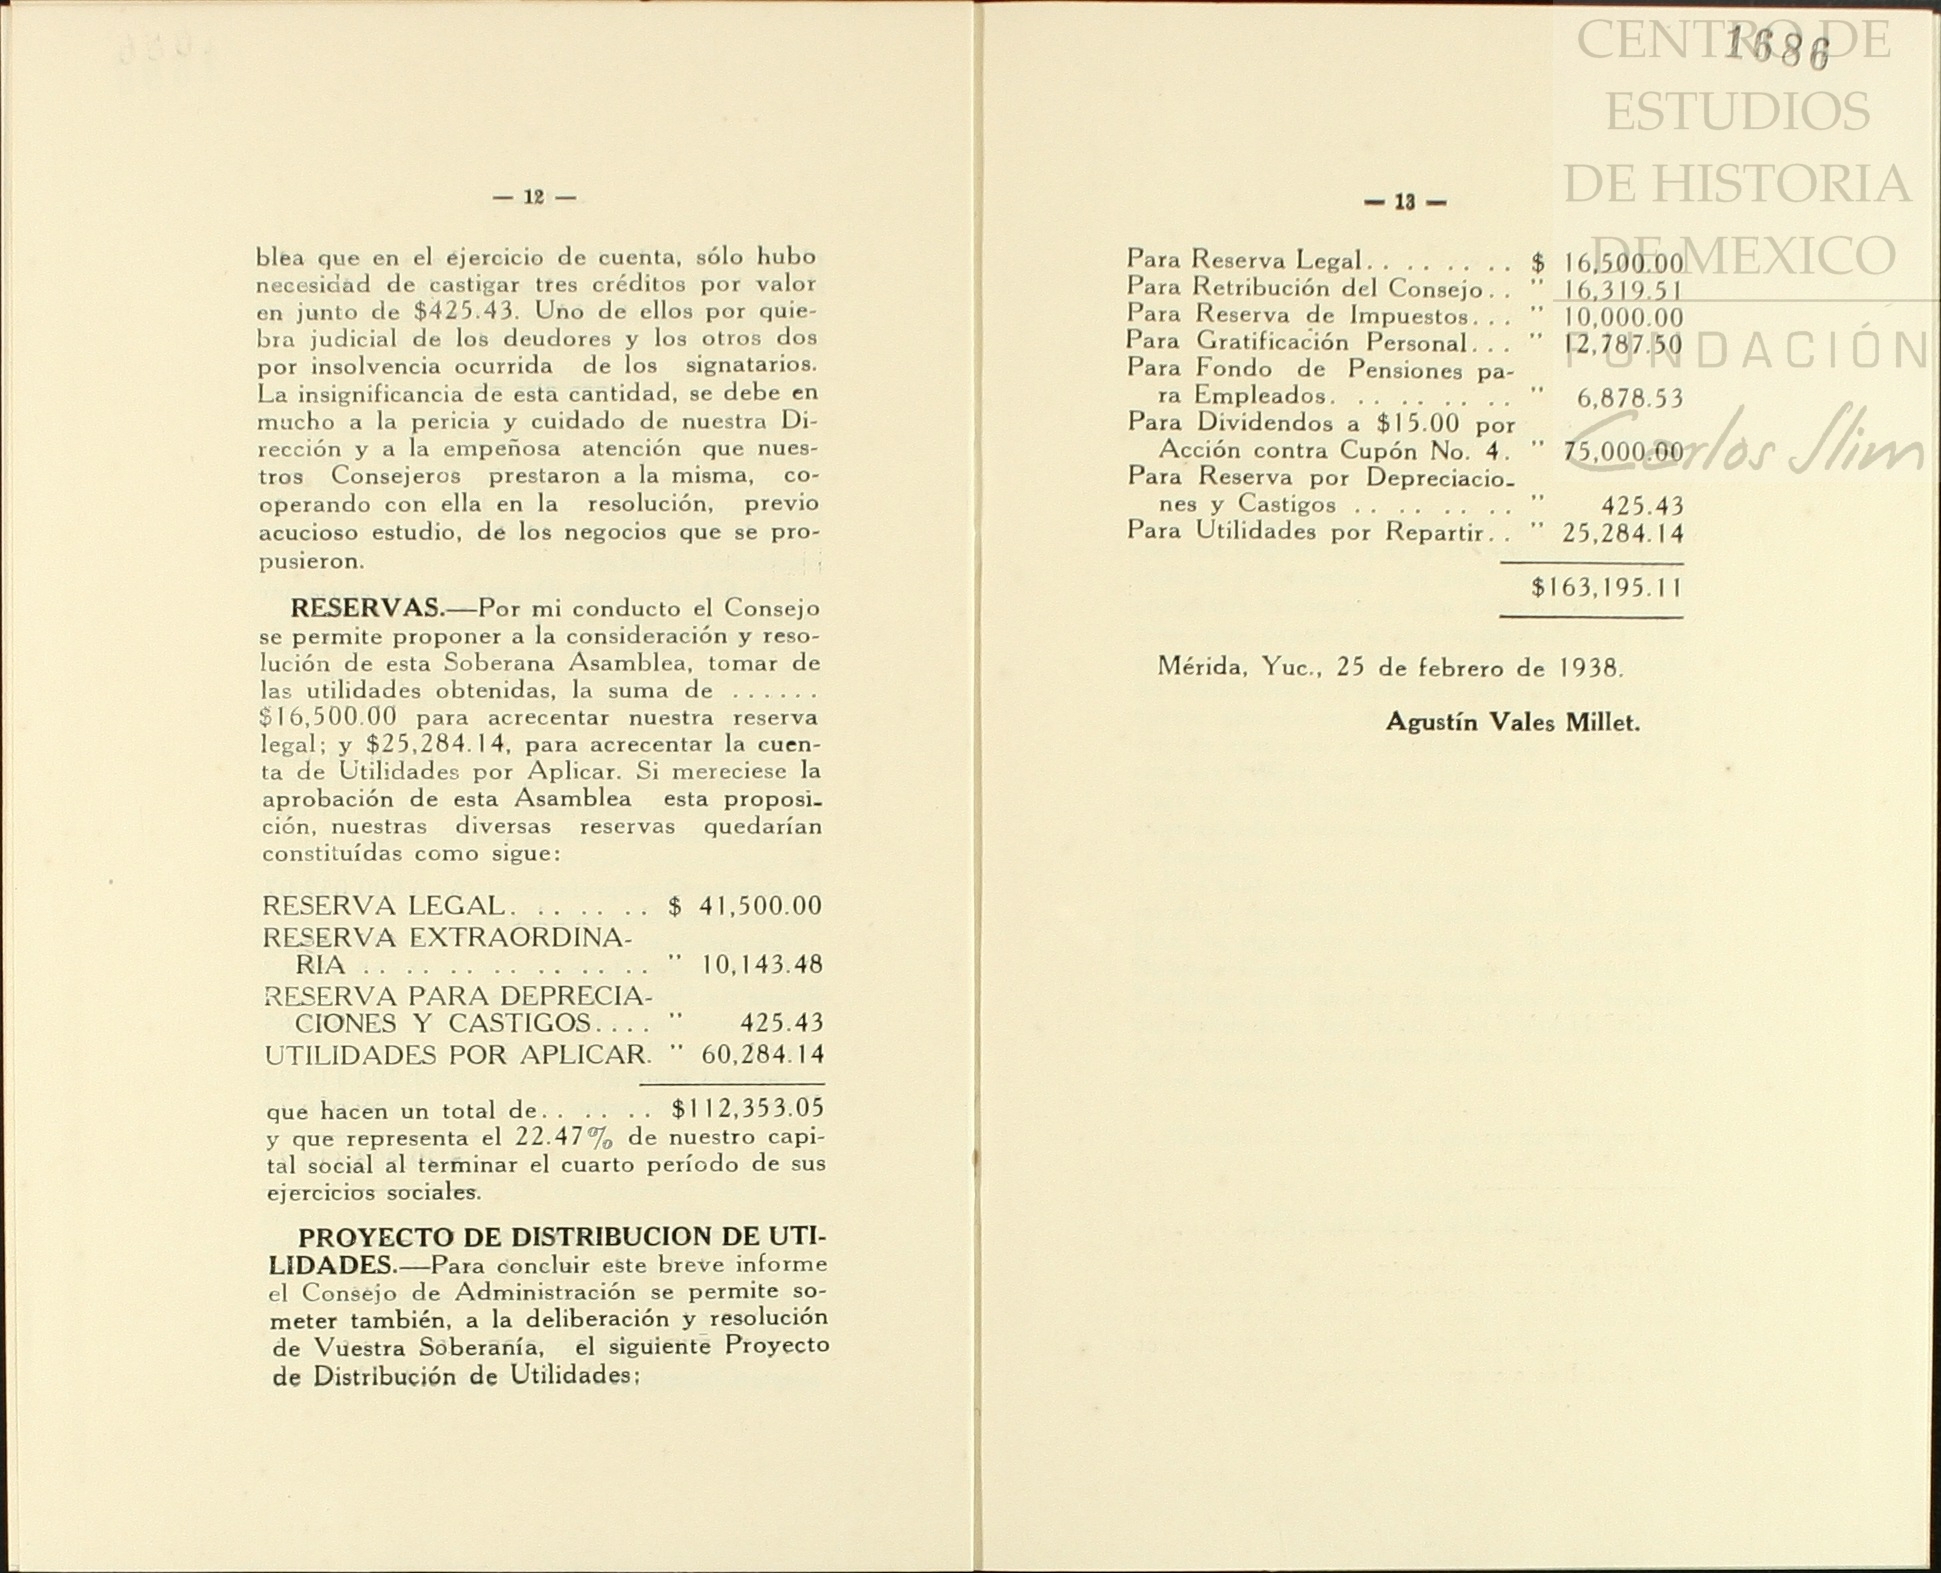 — 12 —
blea que en el ejercicio de cuenta, sólo hubo
necesidad de castigar tres créditos por valor
en junto de $425.43. Uno de ellos por quie-
bra judicial de los deudores y los otros dos
por insolvencia ocurrida de los signatarios.
La insignificancia de esta cantidad, se debe en
mucho a la pericia y cuidado de nuestra Di-
rección y a la empeñosa atención que nues-
tros Consejeros prestaron a la misma, co-
operando con ella en la resolución, previo
acucioso estudio, de los negocios que se pro-
pusieron.
RESERVAS.—Por mi conducto el Consejo
se permite proponer a la consideración y reso-
lución de esta Soberana Asamblea, tomar de
las utilidades obtenidas, la suma de ......
$16,500.00 para acrecentar nuestra reserva
legal; y $25,284.14, para acrecentar la cuen-
ta de Utilidades por Aplicar. Si mereciese la
aprobación de esta Asamblea esta proposi-
ción, nuestras diversas reservas quedarían
constituídas como sigue:
RESERVA LEGAL. . . . . . . $ 41,500.00
RESERVA EXTRAORDINA-
RIA . . . . . . . . . . . . . . " 10,143.48
RESERVA PARA DEPRECIA-
CIONES Y CASTIGOS.... " 425.43
UTILIDADES POR APLICAR. " 60,284.14
que hacen un total de. . . . . . $112,353.05
y que representa el 22.47% de nuestro capi-
tal social al terminar el cuarto período de sus
ejercicios sociales.
PROYECTO DE DISTRIBUCION DE UTI-
LIDADES.—Para concluir este breve informe
el Consejo de Administración se permite so-
meter también, a la deliberación y resolución
de Vuestra Soberanía, el siguiente Proyecto
de Distribución de Utilidades;
1686
CENTRO DE
ESTUDIOS
DE HISTORIA
DE MEXICO
FUNDACIÓN
Carlos Slim
— 13 —
Para Reserva Legal. . . . . . . . $ 16,500.00
Para Retribución del Consejo. . " 16,319.51
Para Reserva de Impuestos. . . " 10,000.00
Para Gratificación Personal. . . " 12,787.50
Para Fondo de Pensiones pa-
ra Empleados. . . . . . . . . . " 6,878.53
Para Dividendos a $15.00 por
Acción contra Cupón No. 4. " 75,000.00
Para Reserva por Depreciacio-
nes y Castigos . . . . . . . . " 425.43
Para Utilidades por Repartir. . " 25,284.14
$163,195.11
Mérida, Yuc., 25 de febrero de 1938.
Agustín Vales Millet.